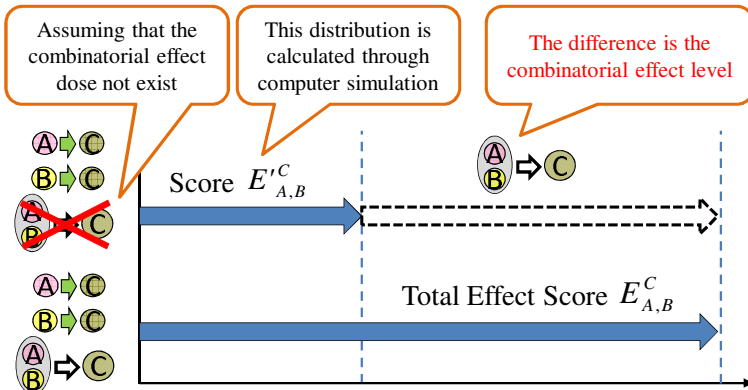 Assuming that the
combinatorial effect
dose not exist
This distribution is
calculated through
computer simulation
The difference is the
combinatorial effect level
A C
B C
A
B C
Score E'^C_{A,B}
A
B C
A C
B C
A
B C
Total Effect Score E^C_{A,B}